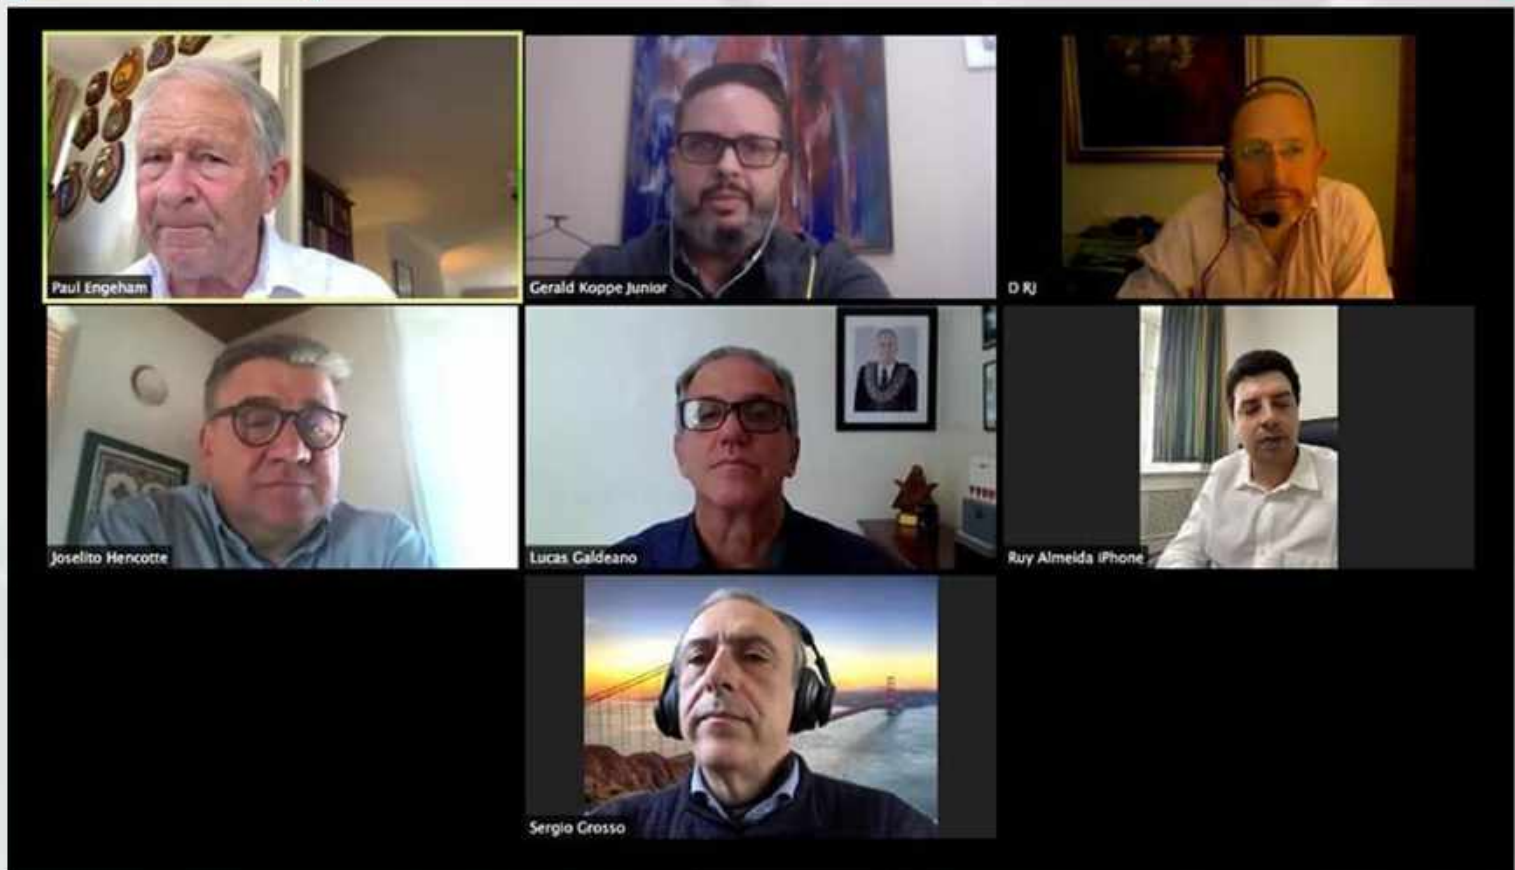 Paul Engeham
Gerald Koppe Junior
D RJ
Joselito Hencotte
Lucas Galdeano
Ruy Almeida iPhone
Sergio Grosso